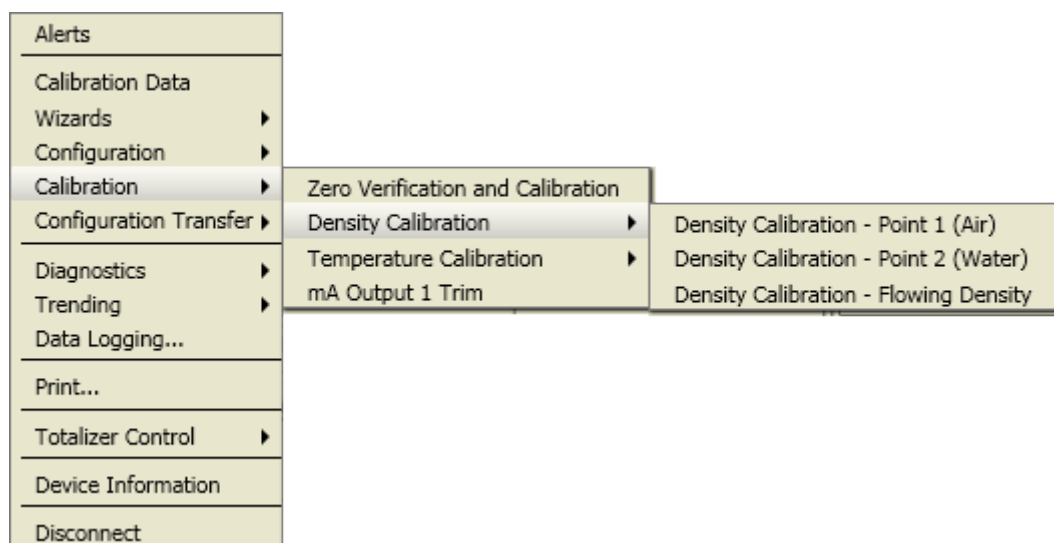 Alerts
Calibration Data
Wizards
Configuration
Calibration
Configuration Transfer
Diagnostics
Trending
Data Logging...
Print...
Totalizer Control
Device Information
Disconnect
Zero Verification and Calibration
Density Calibration
Temperature Calibration
mA Output 1 Trim
Density Calibration - Point 1 (Air)
Density Calibration - Point 2 (Water)
Density Calibration - Flowing Density